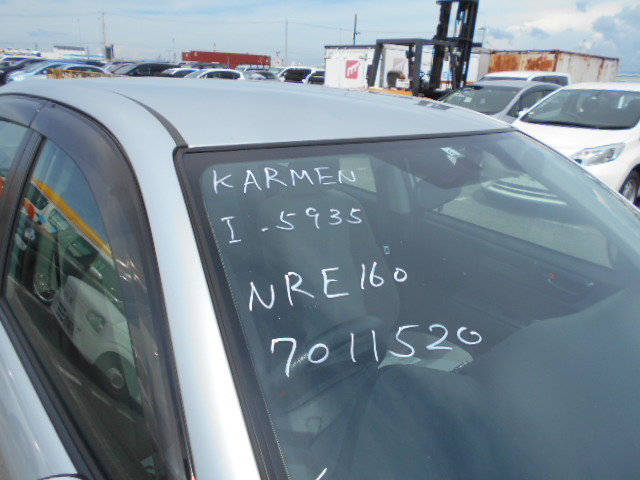 KARMEN
I - 5935
NRE160
7011520